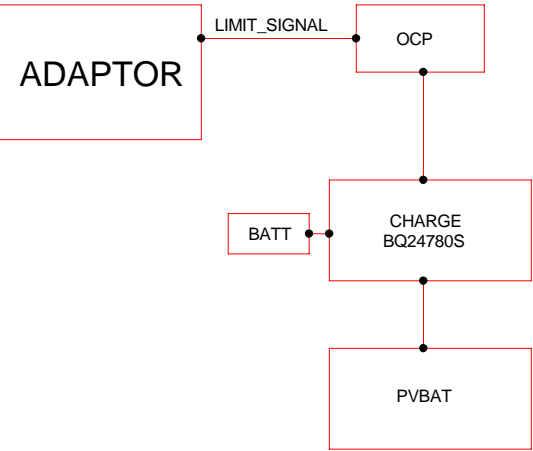 LIMIT_SIGNAL
OCP
ADAPTOR
CHARGE
BQ24780S
BATT
PVBAT